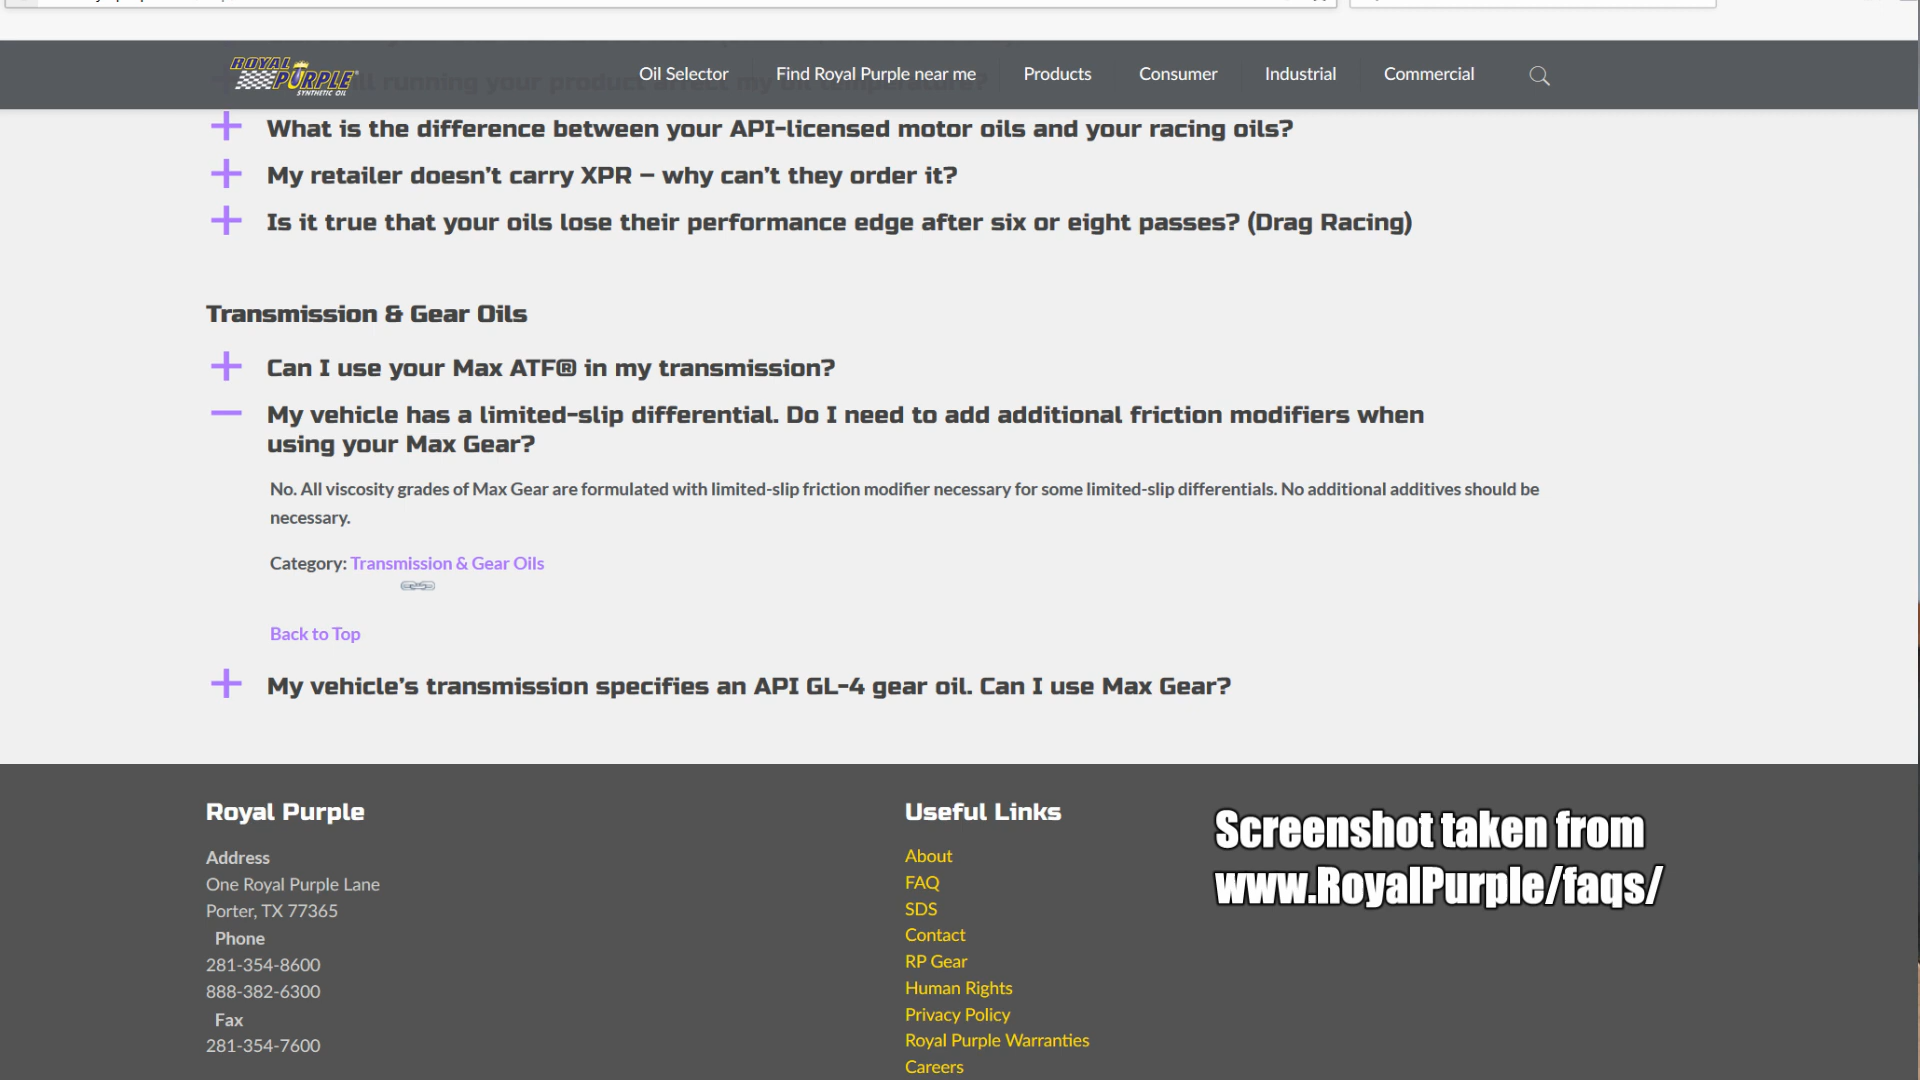 ROYAL PURPLE SYNTHETIC OIL
Oil Selector
Find Royal Purple near me
Products
Consumer
Industrial
Commercial
running your product affect my oil temperature?
What is the difference between your API-licensed motor oils and your racing oils?
My retailer doesn’t carry XPR – why can’t they order it?
Is it true that your oils lose their performance edge after six or eight passes? (Drag Racing)
Transmission & Gear Oils
Can I use your Max ATF® in my transmission?
My vehicle has a limited-slip differential. Do I need to add additional friction modifiers when
using your Max Gear?
No. All viscosity grades of Max Gear are formulated with limited-slip friction modifier necessary for some limited-slip differentials. No additional additives should be
necessary.
Category: Transmission & Gear Oils
Back to Top
My vehicle’s transmission specifies an API GL-4 gear oil. Can I use Max Gear?
Royal Purple
Address
One Royal Purple Lane
Porter, TX 77365
Phone
281-354-8600
888-382-6300
Fax
281-354-7600
Useful Links
About
FAQ
SDS
Contact
RP Gear
Human Rights
Privacy Policy
Royal Purple Warranties
Careers
Screenshot taken from
www.RoyalPurple/faqs/